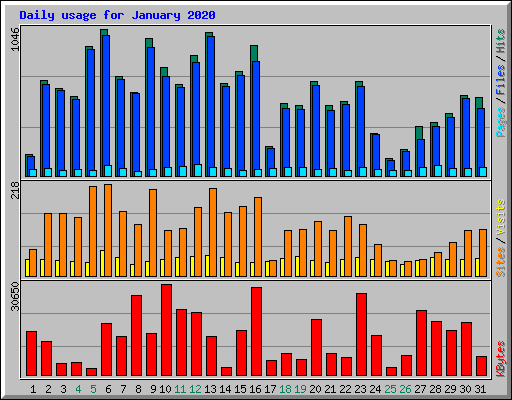 Daily usage for January 2020
1046
Pages/Files/Hits
218
Sites/Visits
30650
KBytes
1 2 3 4 5 6 7 8 9 10 11 12 13 14 15 16 17 18 19 20 21 22 23 24 25 26 27 28 29 30 31